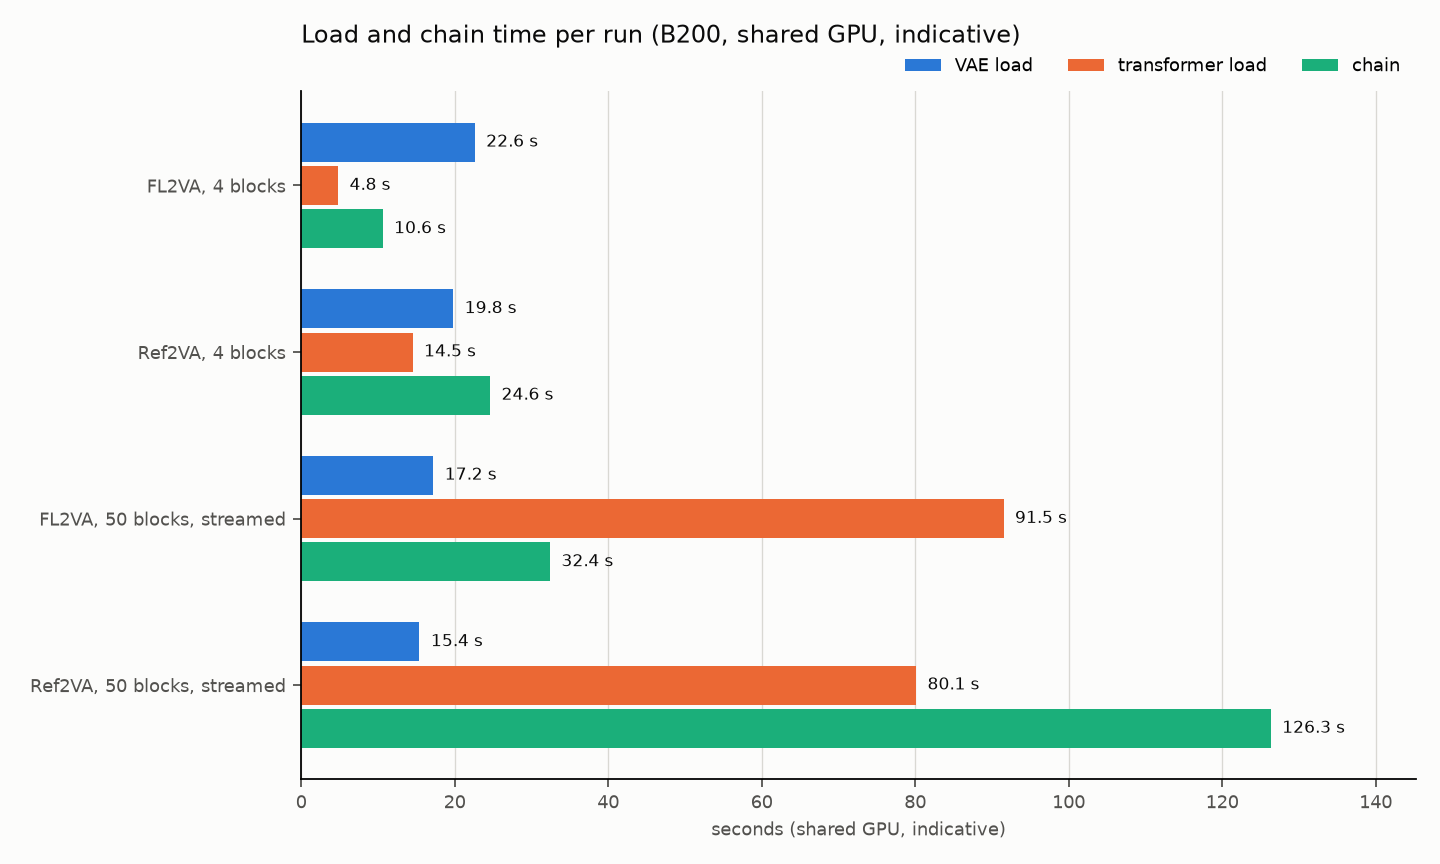 Load and chain time per run (B200, shared GPU, indicative)
VAE load transformer load chain
FL2VA, 4 blocks
22.6 s
4.8 s
10.6 s
Ref2VA, 4 blocks
19.8 s
14.5 s
24.6 s
FL2VA, 50 blocks, streamed
17.2 s
91.5 s
32.4 s
Ref2VA, 50 blocks, streamed
15.4 s
80.1 s
126.3 s
0 20 40 60 80 100 120 140
seconds (shared GPU, indicative)